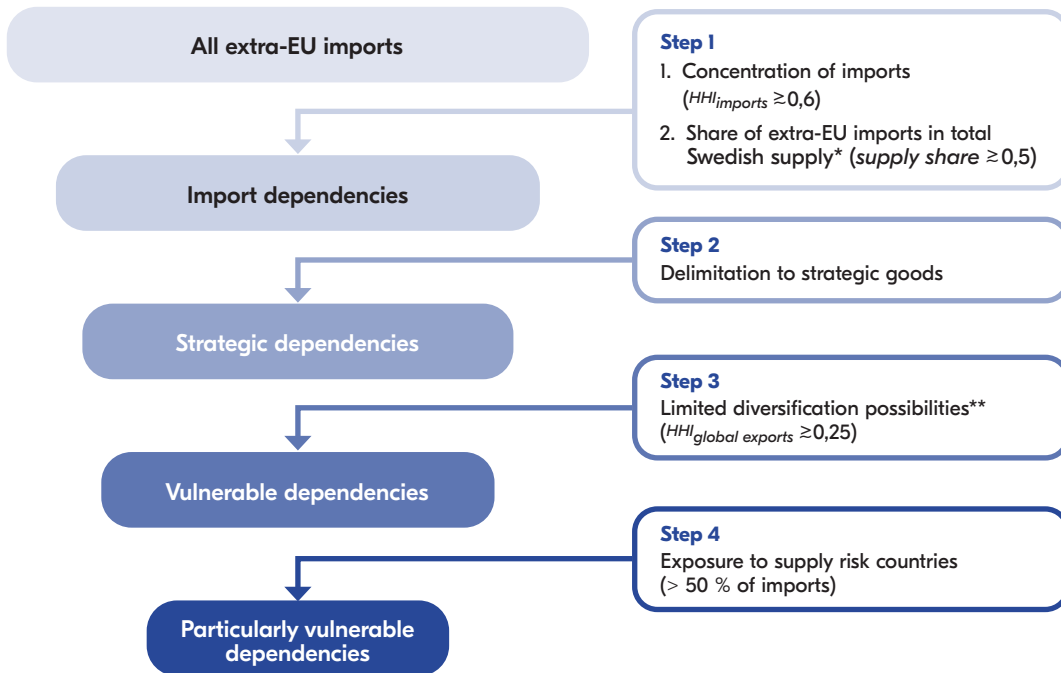 All extra-EU imports
Step 1
1. Concentration of imports
(HHIimports ≳0,6)
2. Share of extra-EU imports in total
Swedish supply* (supply share ≳0,5)
Import dependencies
Step 2
Delimitation to strategic goods
Strategic dependencies
Step 3
Limited diversification possibilities**
(HHIglobal exports ≳0,25)
Vulnerable dependencies
Step 4
Exposure to supply risk countries
(> 50 % of imports)
Particularly vulnerable
dependencies